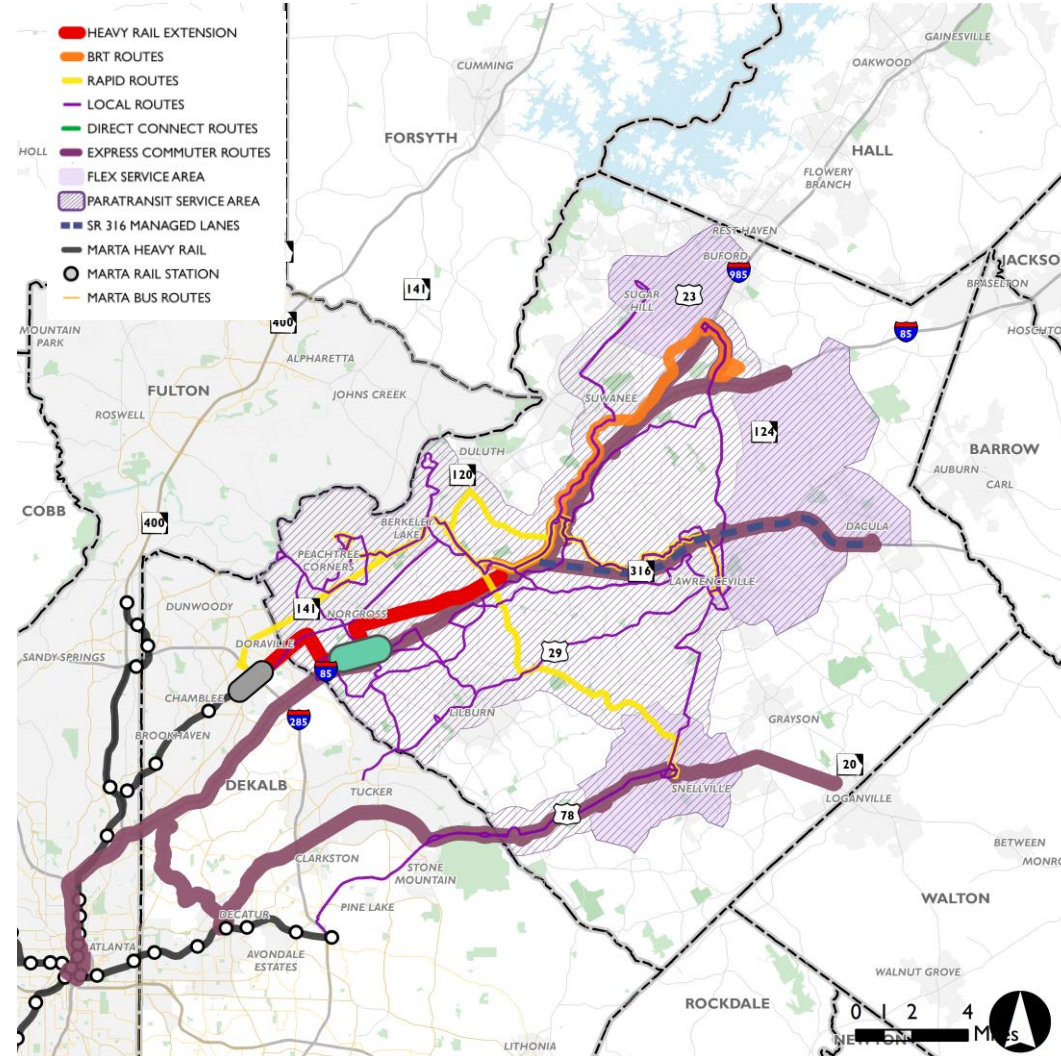 HEAVY RAIL EXTENSION
BRT ROUTES
RAPID ROUTES
LOCAL ROUTES
DIRECT CONNECT ROUTES
EXPRESS COMMUTER ROUTES
FLEX SERVICE AREA
PARATRANSIT SERVICE AREA
SR 316 MANAGED LANES
MARTA HEAVY RAIL
MARTA RAIL STATION
MARTA BUS ROUTES
GAINESVILLE
OAKWOOD
CUMMING
FORSYTH
HALL
HOLL
FLOWERY
BRANCH
REST HAVEN
BUFORD
985
JACKSO
BRASELTON
141
SUGAR
HILL
23
400
MOUNTAIN
PARK
85
HOSCHTO
ALPHARETTA
FULTON
JOHNS CREEK
ROSWELL
SUWANEE
124
BARROW
DULUTH
120
AUBURN
CARL
COBB
400
BERKELEY
LAKE
DACULA
PEACHTREE
CORNERS
316
LAWRENCEVILLE
DUNWOODY
141
NORCROSS
DORAVILLE
SANDY SPRINGS
85
29
CHAMBLEE
LILBURN
285
GRAYSON
BROOKHAVEN
20
DEKALB
TUCKER
SNELLVILLE
LOGANVILLE
78
CLARKSTON
STONE
MOUNTAIN
BETWEEN
MONRO
PINE LAKE
WALTON
DECATUR
ATLANTA
AVONDALE
ESTATES
WALNUT GROVE
ROCKDALE
0 1 2 4
Miles
NEWTON
LITHONIA